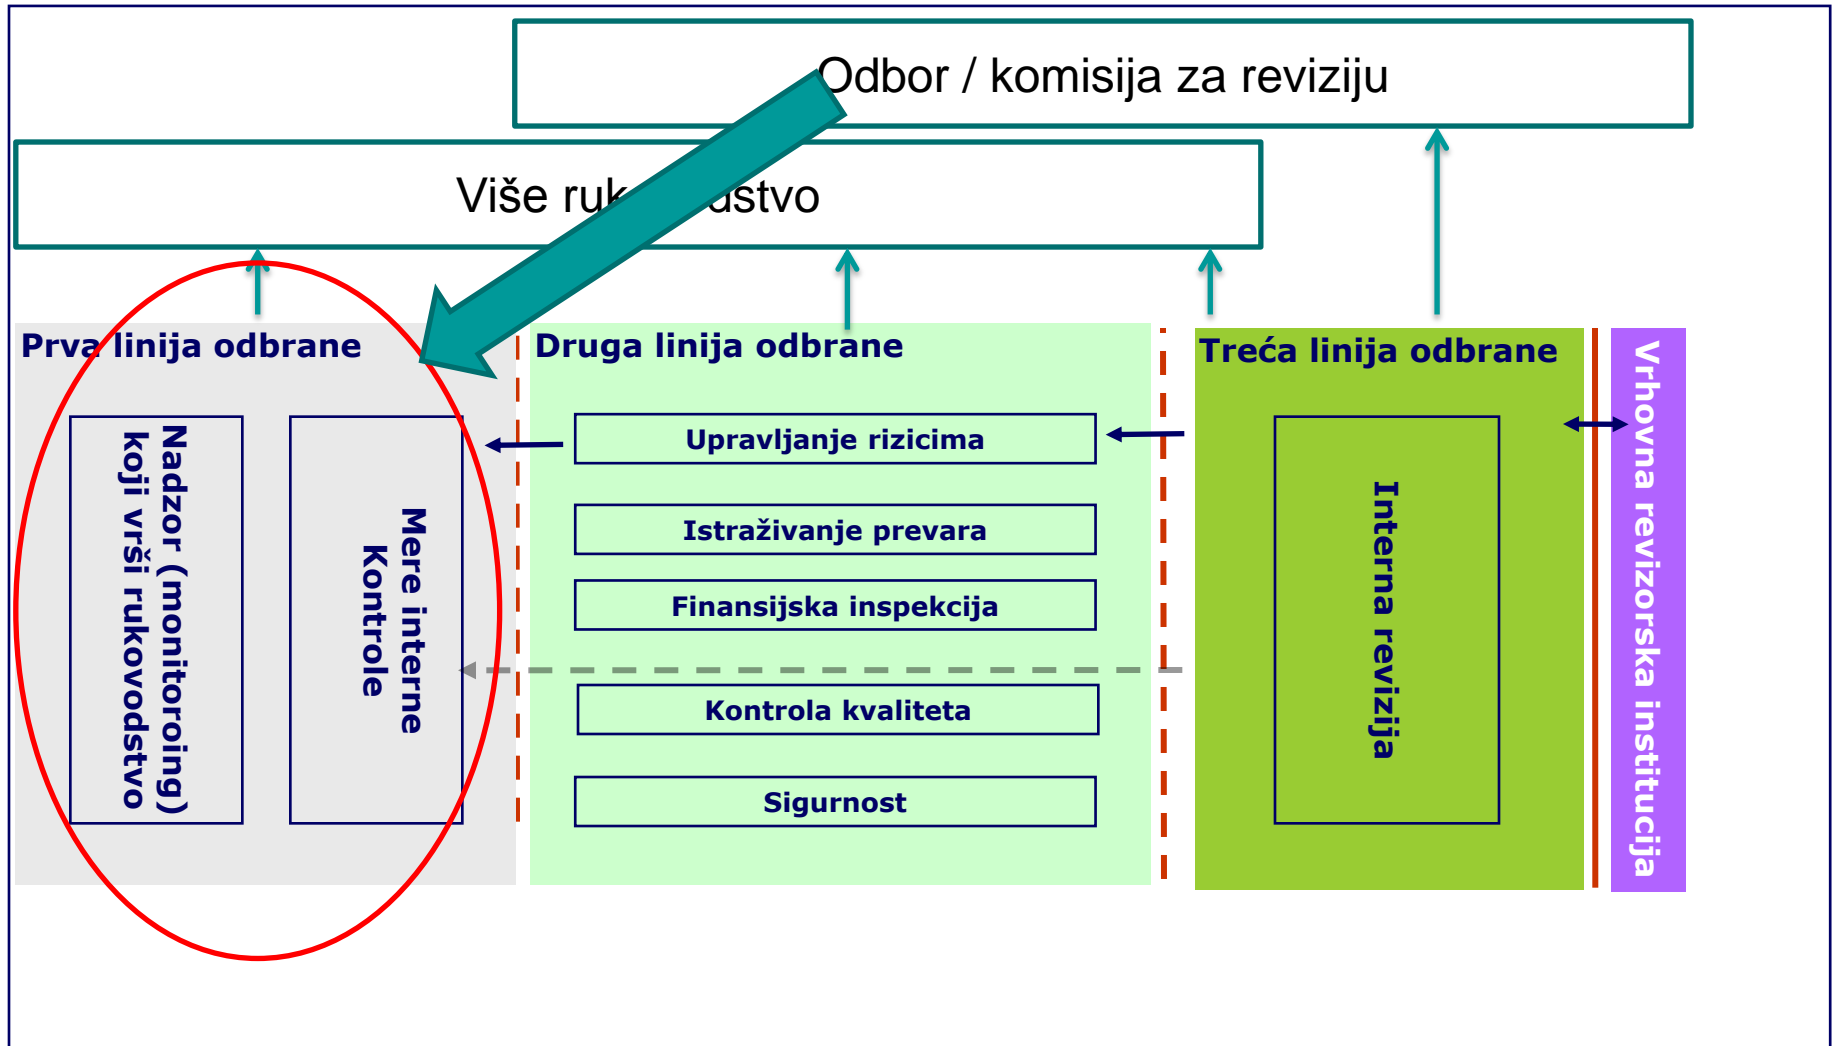 Odbor / komisija za reviziju
Više ruk dstvo
Prva linija odbrane
Nadzor (monitoroing)
koji vrši rukovodstvo
Mere interne
Kontrole
Druga linija odbrane
Upravljanje rizicima
Istraživanje prevara
Finansijska inspekcija
Kontrola kvaliteta
Sigurnost
Treća linija odbrane
Interna revizija
Vrhovna revizorska institucija